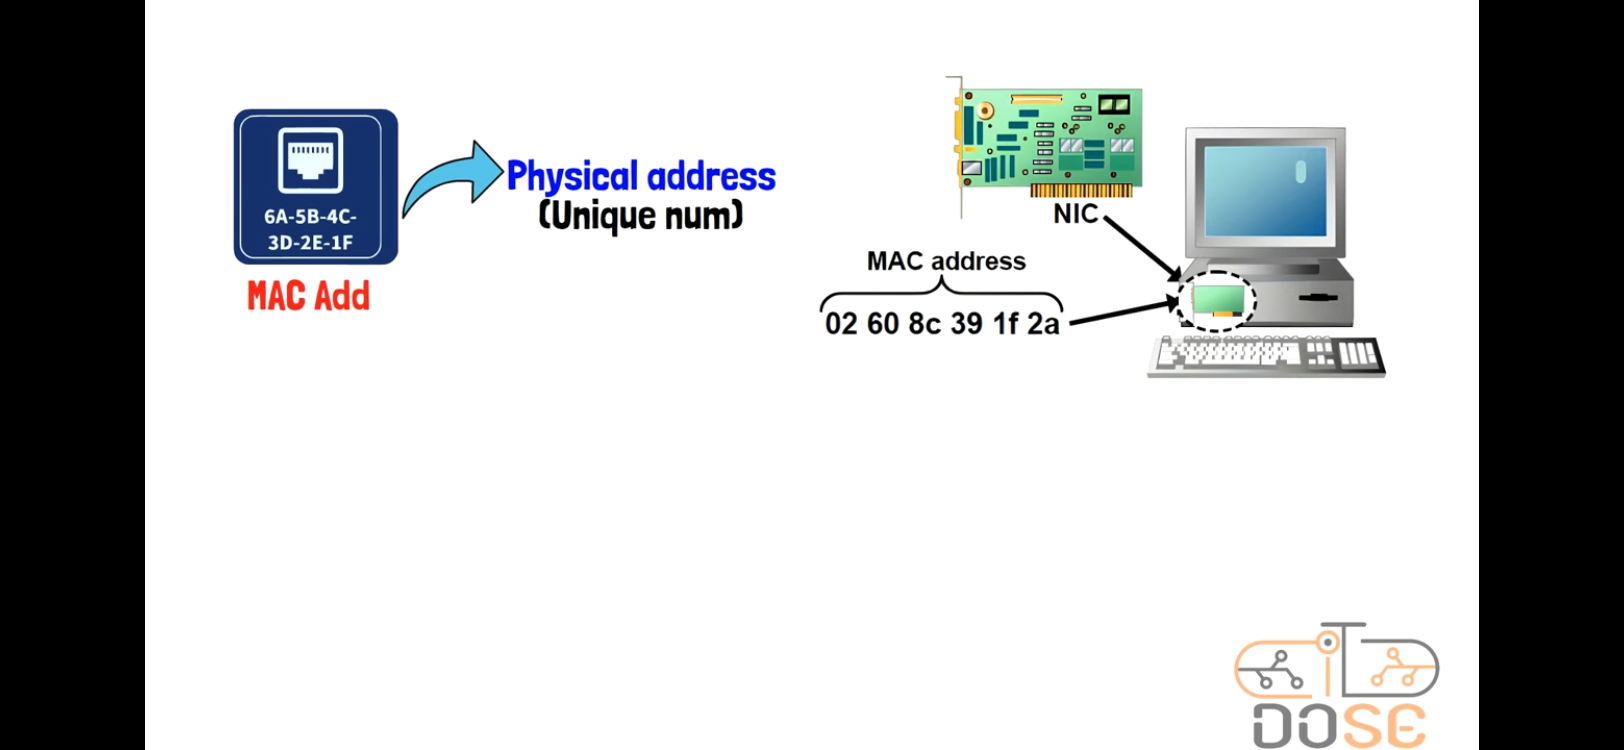 6A-5B-4C-
3D-2E-1F
MAC Add
Physical address
(Unique num)
NIC
MAC address
02 60 8c 39 1f 2a
iT
DOSE